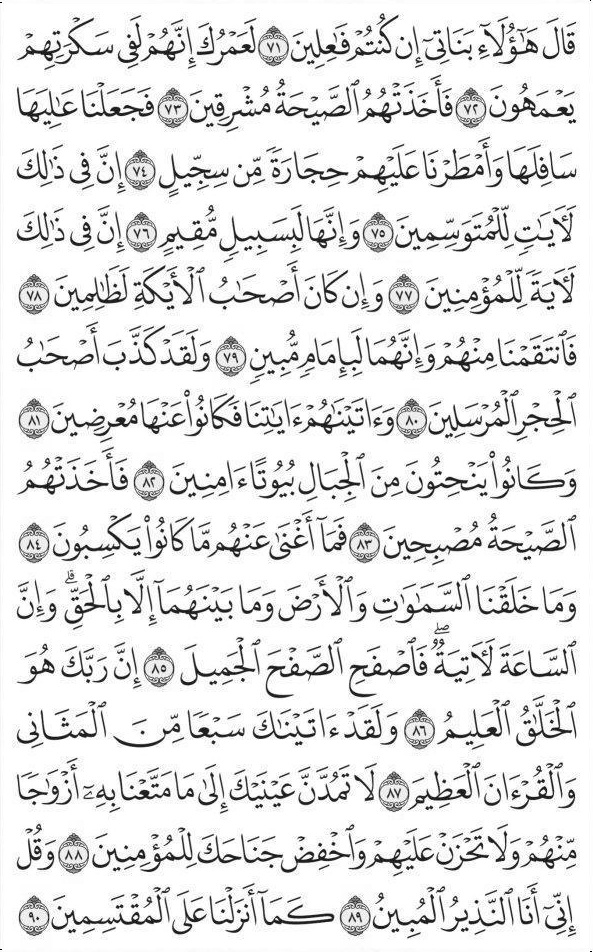 قَالَ هَٰٓؤُلَآءِ بَنَاتِيٓ إِن كُنتُمۡ فَٰعِلِينَ ٧١ لَعَمۡرُكَ إِنَّهُمۡ لَفِي سَكۡرَتِهِمۡ
يَعۡمَهُونَ ٧٢ فَأَخَذَتۡهُمُ ٱلصَّيۡحَةُ مُشۡرِقِينَ ٧٣ فَجَعَلۡنَا عَٰلِيَهَا
سَافِلَهَا وَأَمۡطَرۡنَا عَلَيۡهِمۡ حِجَارَةٗ مِّن سِجِّيلٍ ٧٤ إِنَّ فِي ذَٰلِكَ
لَأٓيَٰتٖ لِّلۡمُتَوَسِّمِينَ ٧٥ وَإِنَّهَا لَبِسَبِيلٖ مُّقِيمٍ ٧٦ إِنَّ فِي ذَٰلِكَ
لَأٓيَةٗ لِّلۡمُؤۡمِنِينَ ٧٧ وَإِن كَانَ أَصۡحَٰبُ ٱلۡأَيۡكَةِ لَظَٰلِمِينَ ٧٨
فَٱنتَقَمۡنَا مِنۡهُمۡ وَإِنَّهُمَا لَبِإِمَامٖ مُّبِينٖ ٧٩ وَلَقَدۡ كَذَّبَ أَصۡحَٰبُ
ٱلۡحِجۡرِ ٱلۡمُرۡسَلِينَ ٨٠ وَءَاتَيۡنَٰهُمۡ ءَايَٰتِنَا فَكَانُواْ عَنۡهَا مُعۡرِضِينَ ٨١
وَكَانُواْ يَنۡحِتُونَ مِنَ ٱلۡجِبَالِ بُيُوتًا ءَامِنِينَ ٨٢ فَأَخَذَتۡهُمُ
ٱلصَّيۡحَةُ مُصۡبِحِينَ ٨٣ فَمَآ أَغۡنَىٰ عَنۡهُم مَّا كَانُواْ يَكۡسِبُونَ ٨٤
وَمَا خَلَقۡنَا ٱلسَّمَٰوَٰتِ وَٱلۡأَرۡضَ وَمَا بَيۡنَهُمَآ إِلَّا بِٱلۡحَقِّۗ وَإِنَّ
ٱلسَّاعَةَ لَأٓتِيَةٞۖ فَٱصۡفَحِ ٱلصَّفۡحَ ٱلۡجَمِيلَ ٨٥ إِنَّ رَبَّكَ هُوَ
ٱلۡخَلَّٰقُ ٱلۡعَلِيمُ ٨٦ وَلَقَدۡ ءَاتَيۡنَٰكَ سَبۡعٗا مِّنَ ٱلۡمَثَانِي
وَٱلۡقُرۡءَانَ ٱلۡعَظِيمَ ٨٧ لَا تَمُدَّنَّ عَيۡنَيۡكَ إِلَىٰ مَا مَتَّعۡنَا بِهِۦٓ أَزۡوَٰجٗا
مِّنۡهُمۡ وَلَا تَحۡزَنۡ عَلَيۡهِمۡ وَٱخۡفِضۡ جَنَاحَكَ لِلۡمُؤۡمِنِينَ ٨٨ وَقُلۡ
إِنِّيٓ أَنَا ٱلنَّذِيرُ ٱلۡمُبِينُ ٨٩ كَمَآ أَنزَلۡنَا عَلَى ٱلۡمُقۡتَسِمِينَ ٩٠